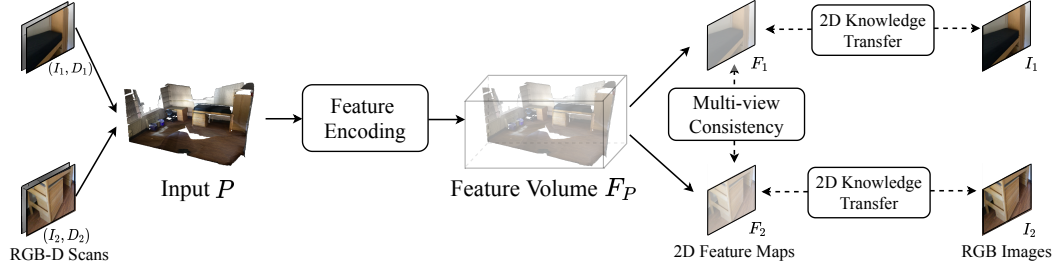 (I₁, D₁)
(I₂, D₂)
RGB-D Scans
Input P
Feature
Encoding
Feature Volume F_P
F₁
2D Knowledge
Transfer
I₁
Multi-view
Consistency
F₂
2D Feature Maps
2D Knowledge
Transfer
I₂
RGB Images